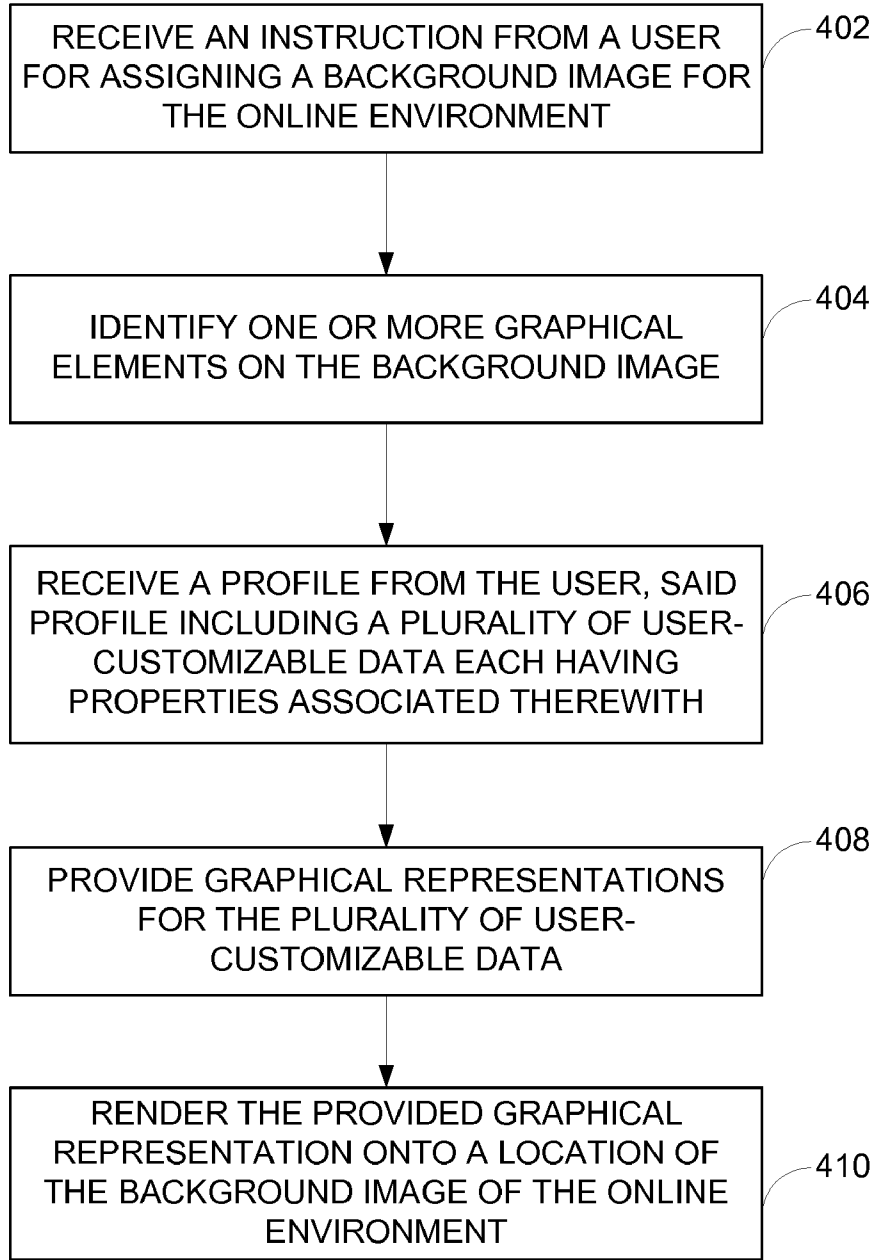 RECEIVE AN INSTRUCTION FROM A USER
FOR ASSIGNING A BACKGROUND IMAGE FOR
THE ONLINE ENVIRONMENT
402
IDENTIFY ONE OR MORE GRAPHICAL
ELEMENTS ON THE BACKGROUND IMAGE
404
RECEIVE A PROFILE FROM THE USER, SAID
PROFILE INCLUDING A PLURALITY OF USER-
CUSTOMIZABLE DATA EACH HAVING
PROPERTIES ASSOCIATED THEREWITH
406
PROVIDE GRAPHICAL REPRESENTATIONS
FOR THE PLURALITY OF USER-
CUSTOMIZABLE DATA
408
RENDER THE PROVIDED GRAPHICAL
REPRESENTATION ONTO A LOCATION OF
THE BACKGROUND IMAGE OF THE ONLINE
ENVIRONMENT
410